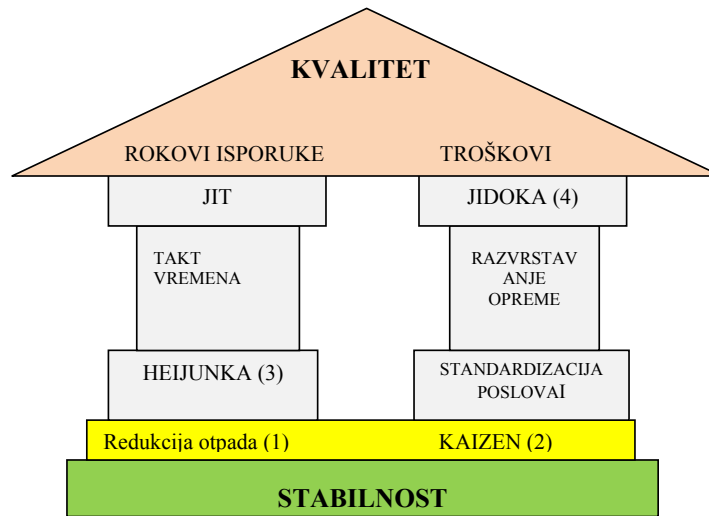 KVALITET
ROKOVI ISPORUKE TROŠKOVI
JIT JIDOKA (4)
TAKT
VREMENA
RAZVRSTAV
ANJE
OPREME
HEIJUNKA (3)
STANDARDIZACIJA
POSLOVAI
Redukcija otpada (1) KAIZEN (2)
STABILNOST